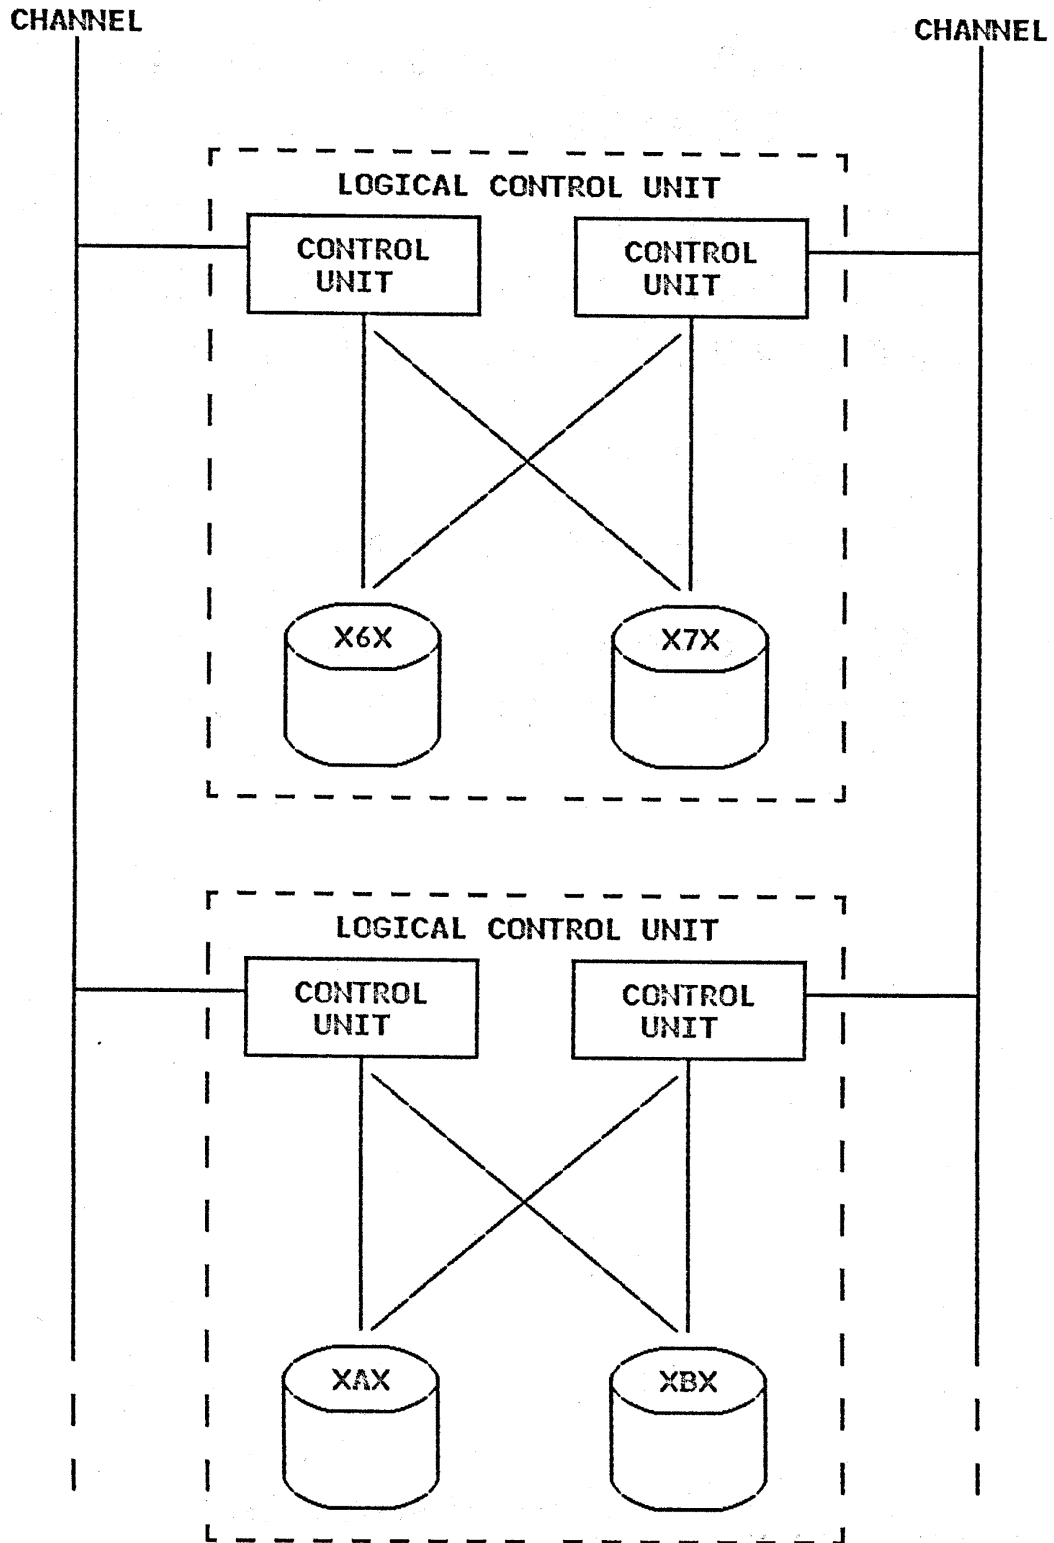 CHANNEL
CHANNEL
LOGICAL CONTROL UNIT
CONTROL
UNIT
CONTROL
UNIT
X6X
X7X
LOGICAL CONTROL UNIT
CONTROL
UNIT
CONTROL
UNIT
XAX
XBX